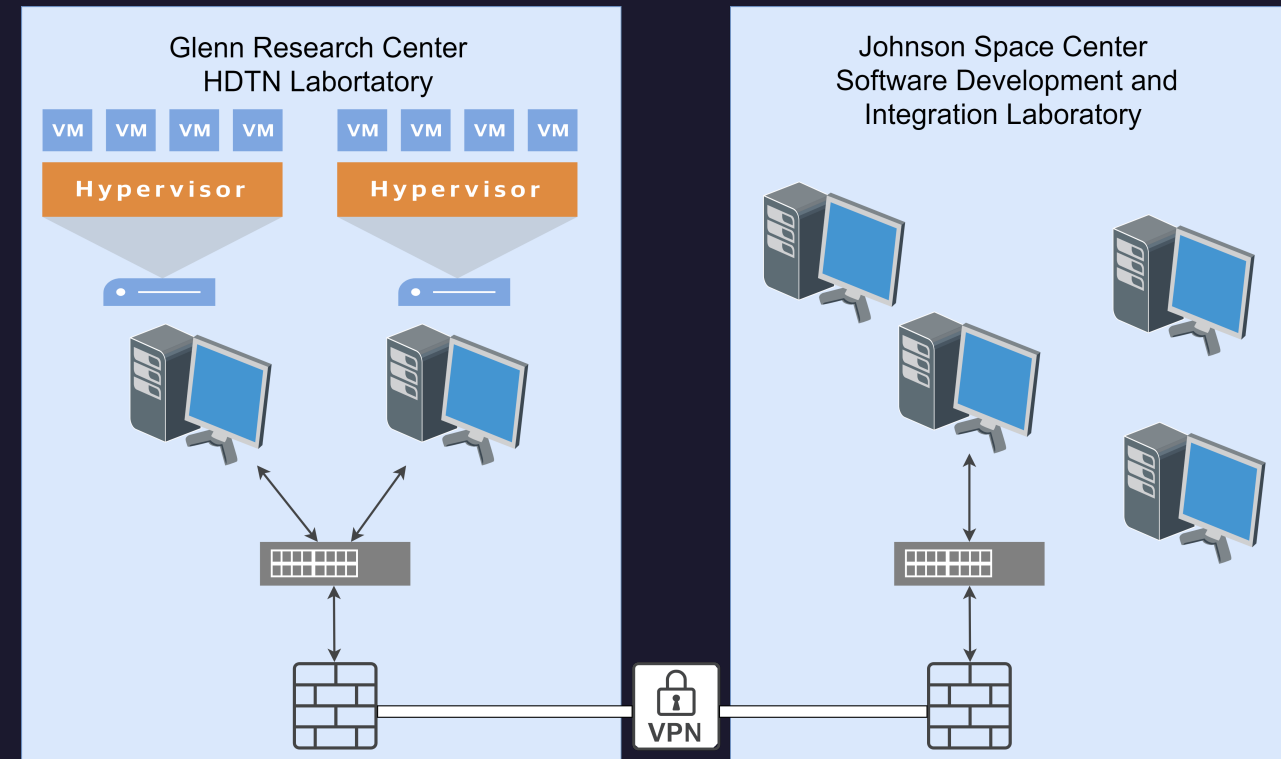 Glenn Research Center
HDTN Labortatory
VM VM VM VM VM VM VM VM
Hypervisor Hypervisor
Johnson Space Center
Software Development and
Integration Laboratory
VPN